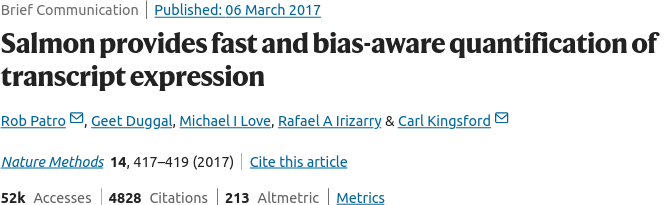 Brief Communication | Published: 06 March 2017
Salmon provides fast and bias-aware quantification of
transcript expression
Rob Patro, Geet Duggal, Michael I Love, Rafael A Irizarry & Carl Kingsford
Nature Methods 14, 417–419 (2017) | Cite this article
52k Accesses | 4828 Citations | 213 Altmetric | Metrics